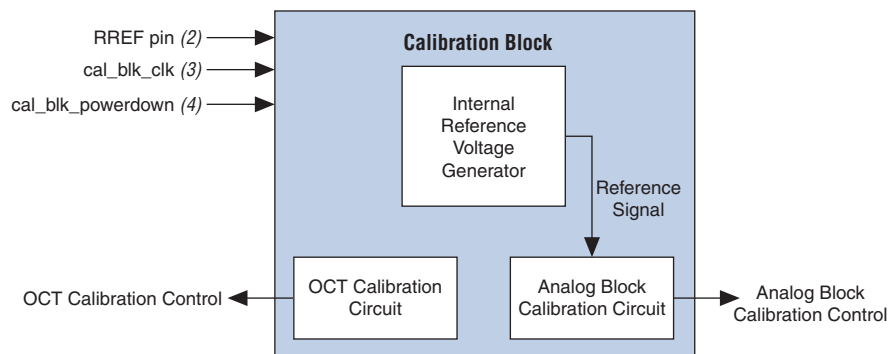 RREF pin (2)
cal_blk_clk (3)
cal_blk_powerdown (4)
Calibration Block
Internal
Reference
Voltage
Generator
Reference
Signal
OCT Calibration Control
OCT Calibration
Circuit
Analog Block
Calibration Circuit
Analog Block
Calibration Control